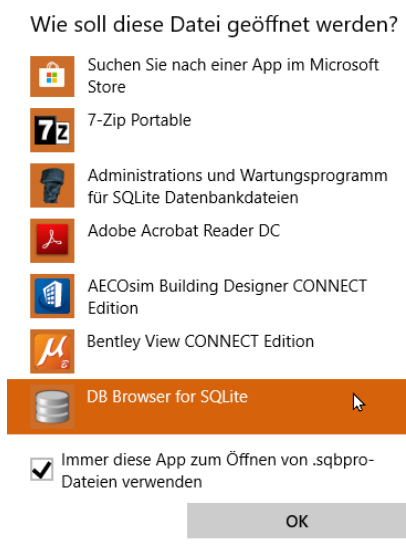 Wie soll diese Datei geöffnet werden?
Suchen Sie nach einer App im Microsoft
Store
7z
7-Zip Portable
Administrations und Wartungsprogramm
für SQLite Datenbankdateien
Adobe Acrobat Reader DC
AECOsim Building Designer CONNECT
Edition
µ
Bentley View CONNECT Edition
DB Browser for SQLite
Immer diese App zum Öffnen von .sqbpro-
Dateien verwenden
OK